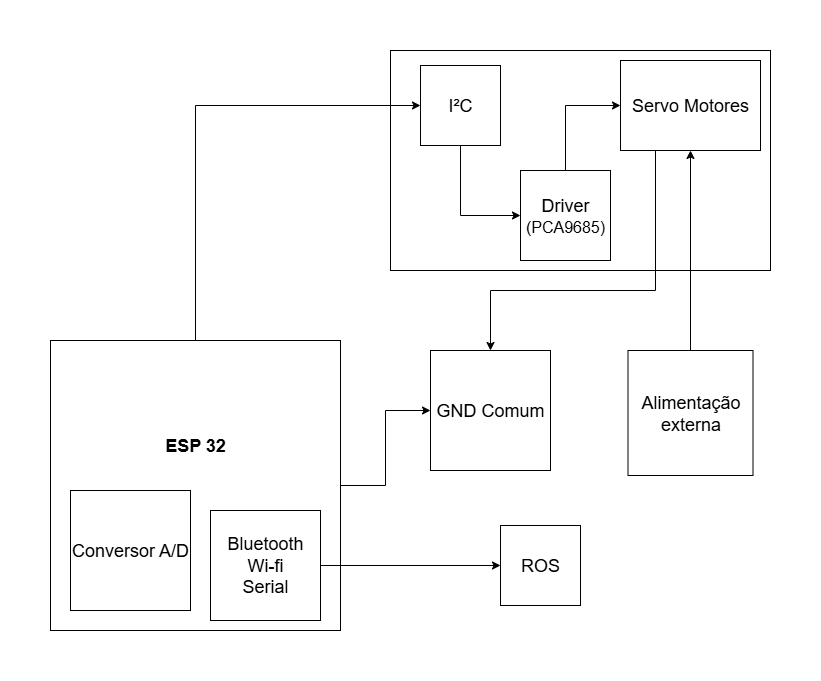 I²C
Servo Motores
Driver
(PCA9685)
GND Comum
Alimentação
externa
ESP 32
Conversor A/D
Bluetooth
Wi-fi
Serial
ROS